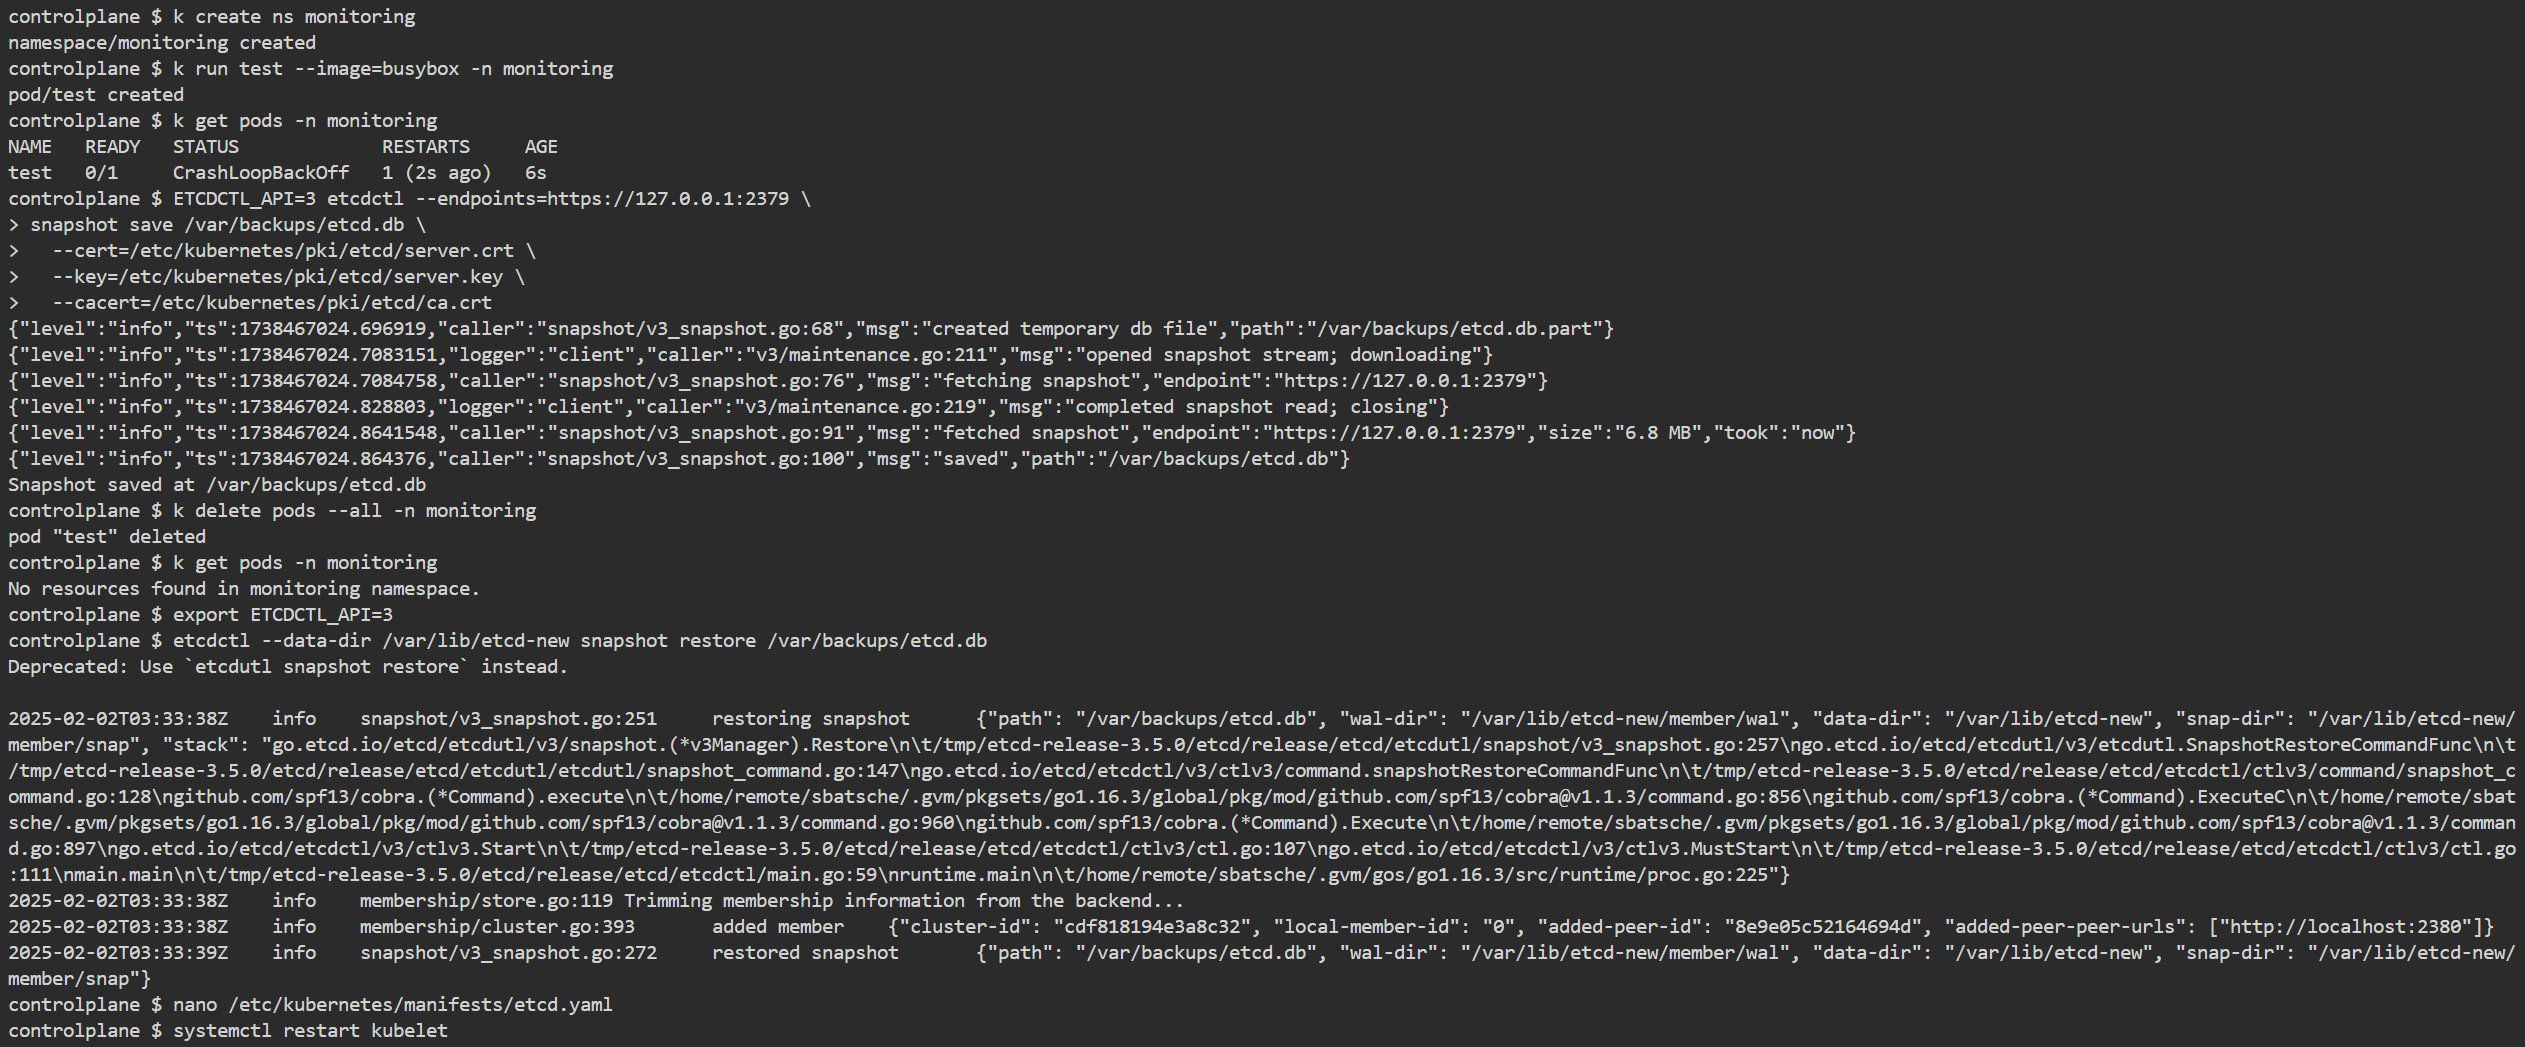 controlplane $ k create ns monitoring
namespace/monitoring created
controlplane $ k run test --image=busybox -n monitoring
pod/test created
controlplane $ k get pods -n monitoring
NAME   READY   STATUS             RESTARTS     AGE
test   0/1     CrashLoopBackOff   1 (2s ago)   6s
controlplane $ ETCDCTL_API=3 etcdctl --endpoints=https://127.0.0.1:2379 \
> snapshot save /var/backups/etcd.db \
>   --cert=/etc/kubernetes/pki/etcd/server.crt \
>   --key=/etc/kubernetes/pki/etcd/server.key \
>   --cacert=/etc/kubernetes/pki/etcd/ca.crt
{"level":"info","ts":1738467024.696919,"caller":"snapshot/v3_snapshot.go:68","msg":"created temporary db file","path":"/var/backups/etcd.db.part"}
{"level":"info","ts":1738467024.7083151,"logger":"client","caller":"v3/maintenance.go:211","msg":"opened snapshot stream; downloading"}
{"level":"info","ts":1738467024.7084758,"caller":"snapshot/v3_snapshot.go:76","msg":"fetching snapshot","endpoint":"https://127.0.0.1:2379"}
{"level":"info","ts":1738467024.828803,"logger":"client","caller":"v3/maintenance.go:219","msg":"completed snapshot read; closing"}
{"level":"info","ts":1738467024.8641548,"caller":"snapshot/v3_snapshot.go:91","msg":"fetched snapshot","endpoint":"https://127.0.0.1:2379","size":"6.8 MB","took":"now"}
{"level":"info","ts":1738467024.864376,"caller":"snapshot/v3_snapshot.go:100","msg":"saved","path":"/var/backups/etcd.db"}
Snapshot saved at /var/backups/etcd.db
controlplane $ k delete pods --all -n monitoring
pod "test" deleted
controlplane $ k get pods -n monitoring
No resources found in monitoring namespace.
controlplane $ export ETCDCTL_API=3
controlplane $ etcdctl --data-dir /var/lib/etcd-new snapshot restore /var/backups/etcd.db
Deprecated: Use `etcdutl snapshot restore` instead.

2025-02-02T03:33:38Z    info    snapshot/v3_snapshot.go:251     restoring snapshot      {"path": "/var/backups/etcd.db", "wal-dir": "/var/lib/etcd-new/member/wal", "data-dir": "/var/lib/etcd-new", "snap-dir": "/var/lib/etcd-new/
member/snap", "stack": "go.etcd.io/etcd/etcdutl/v3/snapshot.(*v3Manager).Restore\n\t/tmp/etcd-release-3.5.0/etcd/release/etcd/etcdutl/snapshot/v3_snapshot.go:257\ngo.etcd.io/etcd/etcdutl/v3/etcdutl.SnapshotRestoreCommandFunc\n\t
/tmp/etcd-release-3.5.0/etcd/release/etcd/etcdutl/etcdutl/snapshot_command.go:147\ngo.etcd.io/etcd/etcdctl/v3/ctlv3/command.snapshotRestoreCommandFunc\n\t/tmp/etcd-release-3.5.0/etcd/release/etcd/etcdctl/ctlv3/command/snapshot_c
ommand.go:128\ngithub.com/spf13/cobra.(*Command).execute\n\t/home/remote/sbatsche/.gvm/pkgsets/go1.16.3/global/pkg/mod/github.com/spf13/cobra@v1.1.3/command.go:856\ngithub.com/spf13/cobra.(*Command).ExecuteC\n\t/home/remote/sbat
sche/.gvm/pkgsets/go1.16.3/global/pkg/mod/github.com/spf13/cobra@v1.1.3/command.go:960\ngithub.com/spf13/cobra.(*Command).Execute\n\t/home/remote/sbatsche/.gvm/pkgsets/go1.16.3/global/pkg/mod/github.com/spf13/cobra@v1.1.3/comman
d.go:897\ngo.etcd.io/etcd/etcdctl/v3/ctlv3.Start\n\t/tmp/etcd-release-3.5.0/etcd/release/etcd/etcdctl/ctlv3/ctl.go:107\ngo.etcd.io/etcd/etcdctl/v3/ctlv3.MustStart\n\t/tmp/etcd-release-3.5.0/etcd/release/etcd/etcdctl/ctlv3/ctl.go
:111\nmain.main\n\t/tmp/etcd-release-3.5.0/etcd/release/etcd/etcdctl/main.go:59\nruntime.main\n\t/home/remote/sbatsche/.gvm/gos/go1.16.3/src/runtime/proc.go:225"}
2025-02-02T03:33:38Z    info    membership/store.go:119 Trimming membership information from the backend...
2025-02-02T03:33:38Z    info    membership/cluster.go:393       added member    {"cluster-id": "cdf818194e3a8c32", "local-member-id": "0", "added-peer-id": "8e9e05c52164694d", "added-peer-peer-urls": ["http://localhost:2380"]}
2025-02-02T03:33:39Z    info    snapshot/v3_snapshot.go:272     restored snapshot       {"path": "/var/backups/etcd.db", "wal-dir": "/var/lib/etcd-new/member/wal", "data-dir": "/var/lib/etcd-new", "snap-dir": "/var/lib/etcd-new/
member/snap"}
controlplane $ nano /etc/kubernetes/manifests/etcd.yaml
controlplane $ systemctl restart kubelet